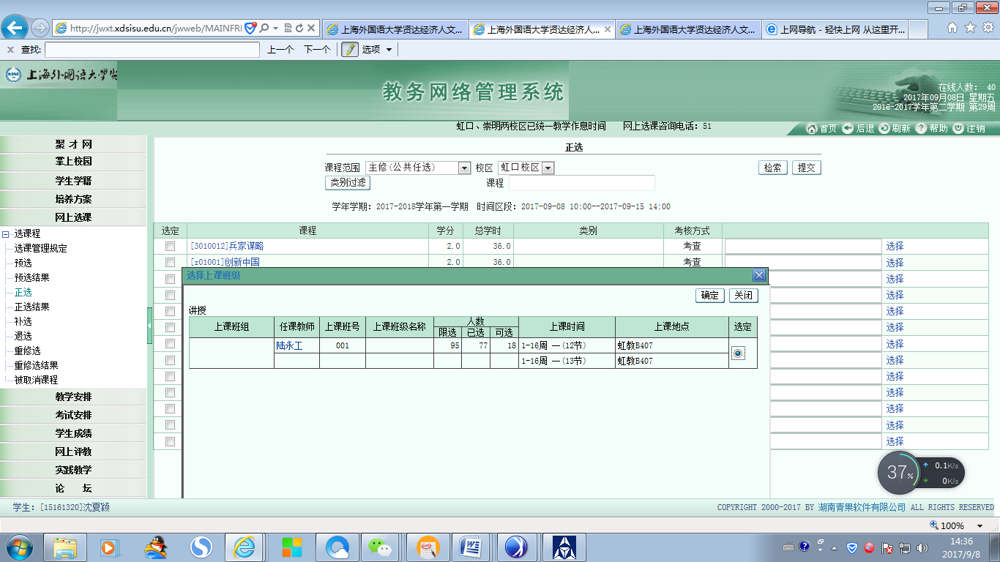 http://jwxt.xdsisu.edu.cn/jwweb/MAINFRI
上海外国语大学贤达经济人文...
上海外国语大学贤达经济人...
上海外国语大学贤达经济人文...
上网导航 - 轻快上网 从这里开...
查找:
上一个 下一个 选项
上海外国语大学
教务网络管理系统
在线人数: 40
2017年09月08日 星期五
2016-2017学年第二学期 第29周
虹口、崇明两校区已统一教学作息时间 网上选课咨询电话: 51
首页 后退 刷新 帮助 注销
聚 才 网
掌上校园
学生学籍
培养方案
网上选课
选课程
选课管理规定
预选
预选结果
正选
正选结果
补选
退选
重修选
重修选结果
被取消课程
教学安排
考试安排
学生成绩
网上评教
实践教学
论 坛
正选
课程范围 主修(公共任选) 校区 虹口校区 检索 提交
类别过滤 课程
学年学期: 2017-2018学年第一学期 时间区段: 2017-09-08 10:00--2017-09-15 14:00
选定 课程 学分 总学时 类别 考核方式
[3010012]兵家谋略 2.0 36.0 考查 选择
[z01001]创新中国 2.0 36.0 考查 选择
选择
选择
选择
选择
选择
选择
选择
选择
选择
选择
选择
选择上课班级
确定 关闭
讲授
上课班组 任课教师 上课班号 上课班级名称 人数 上课时间 上课地点 选定
限选 已选 可选
陆永工 001 95 77 18 1-16周 一(12节) 虹教B407
1-16周 一(13节) 虹教B407
37%
0.1K/s
0K/s
学生: [15161320]沈夏颖
COPYRIGHT 2000-2017 BY 湖南青果软件有限公司 ALL RIGHTS RESERVED
100%
14:36
2017/9/8